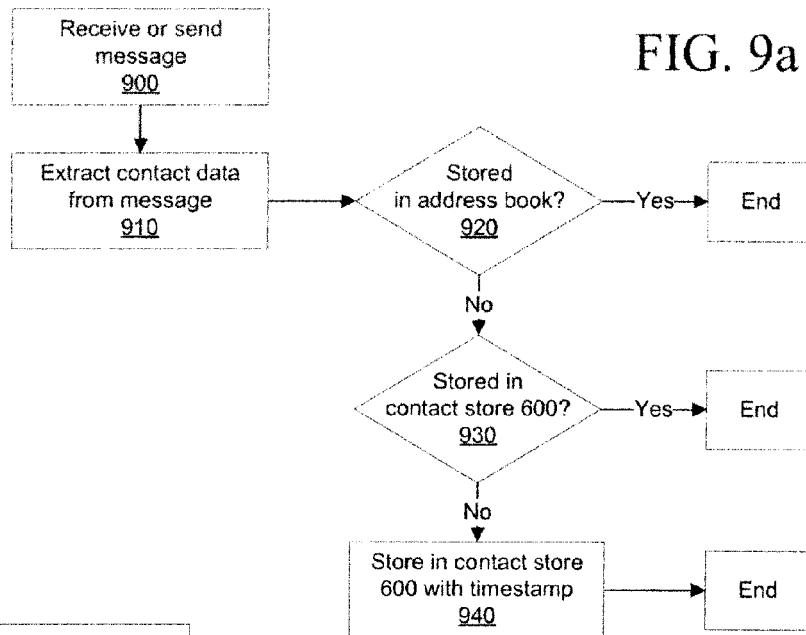 FIG. 9a
Receive or send
message
900
Extract contact data
from message
910
Stored
in address book?
920
Yes
End
No
Stored in
contact store 600?
930
Yes
End
No
Store in contact store
600 with timestamp
940
End